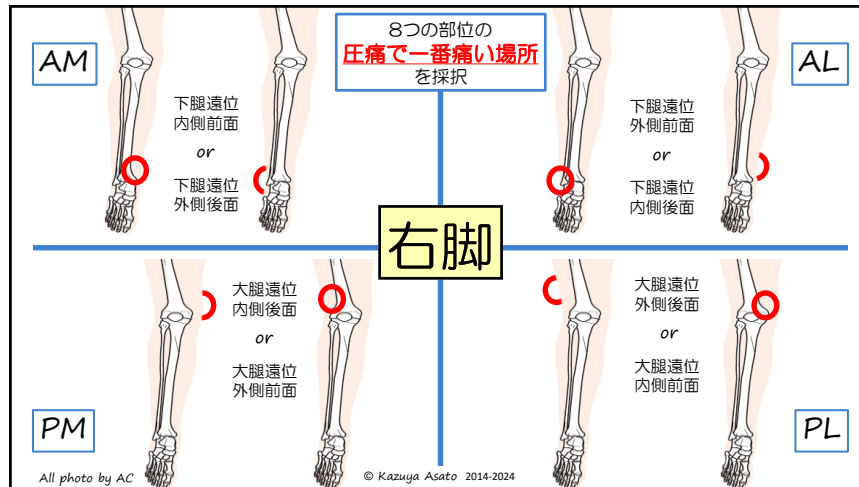 8つの部位の
圧痛で一番痛い場所
を採択
AM
下腿遠位
内側前面
or
下腿遠位
外側後面
AL
下腿遠位
外側前面
or
下腿遠位
内側後面
右脚
PM
大腿遠位
内側後面
or
大腿遠位
外側前面
PL
大腿遠位
外側後面
or
大腿遠位
内側前面
All photo by AC
© Kazuya Asato 2014-2024